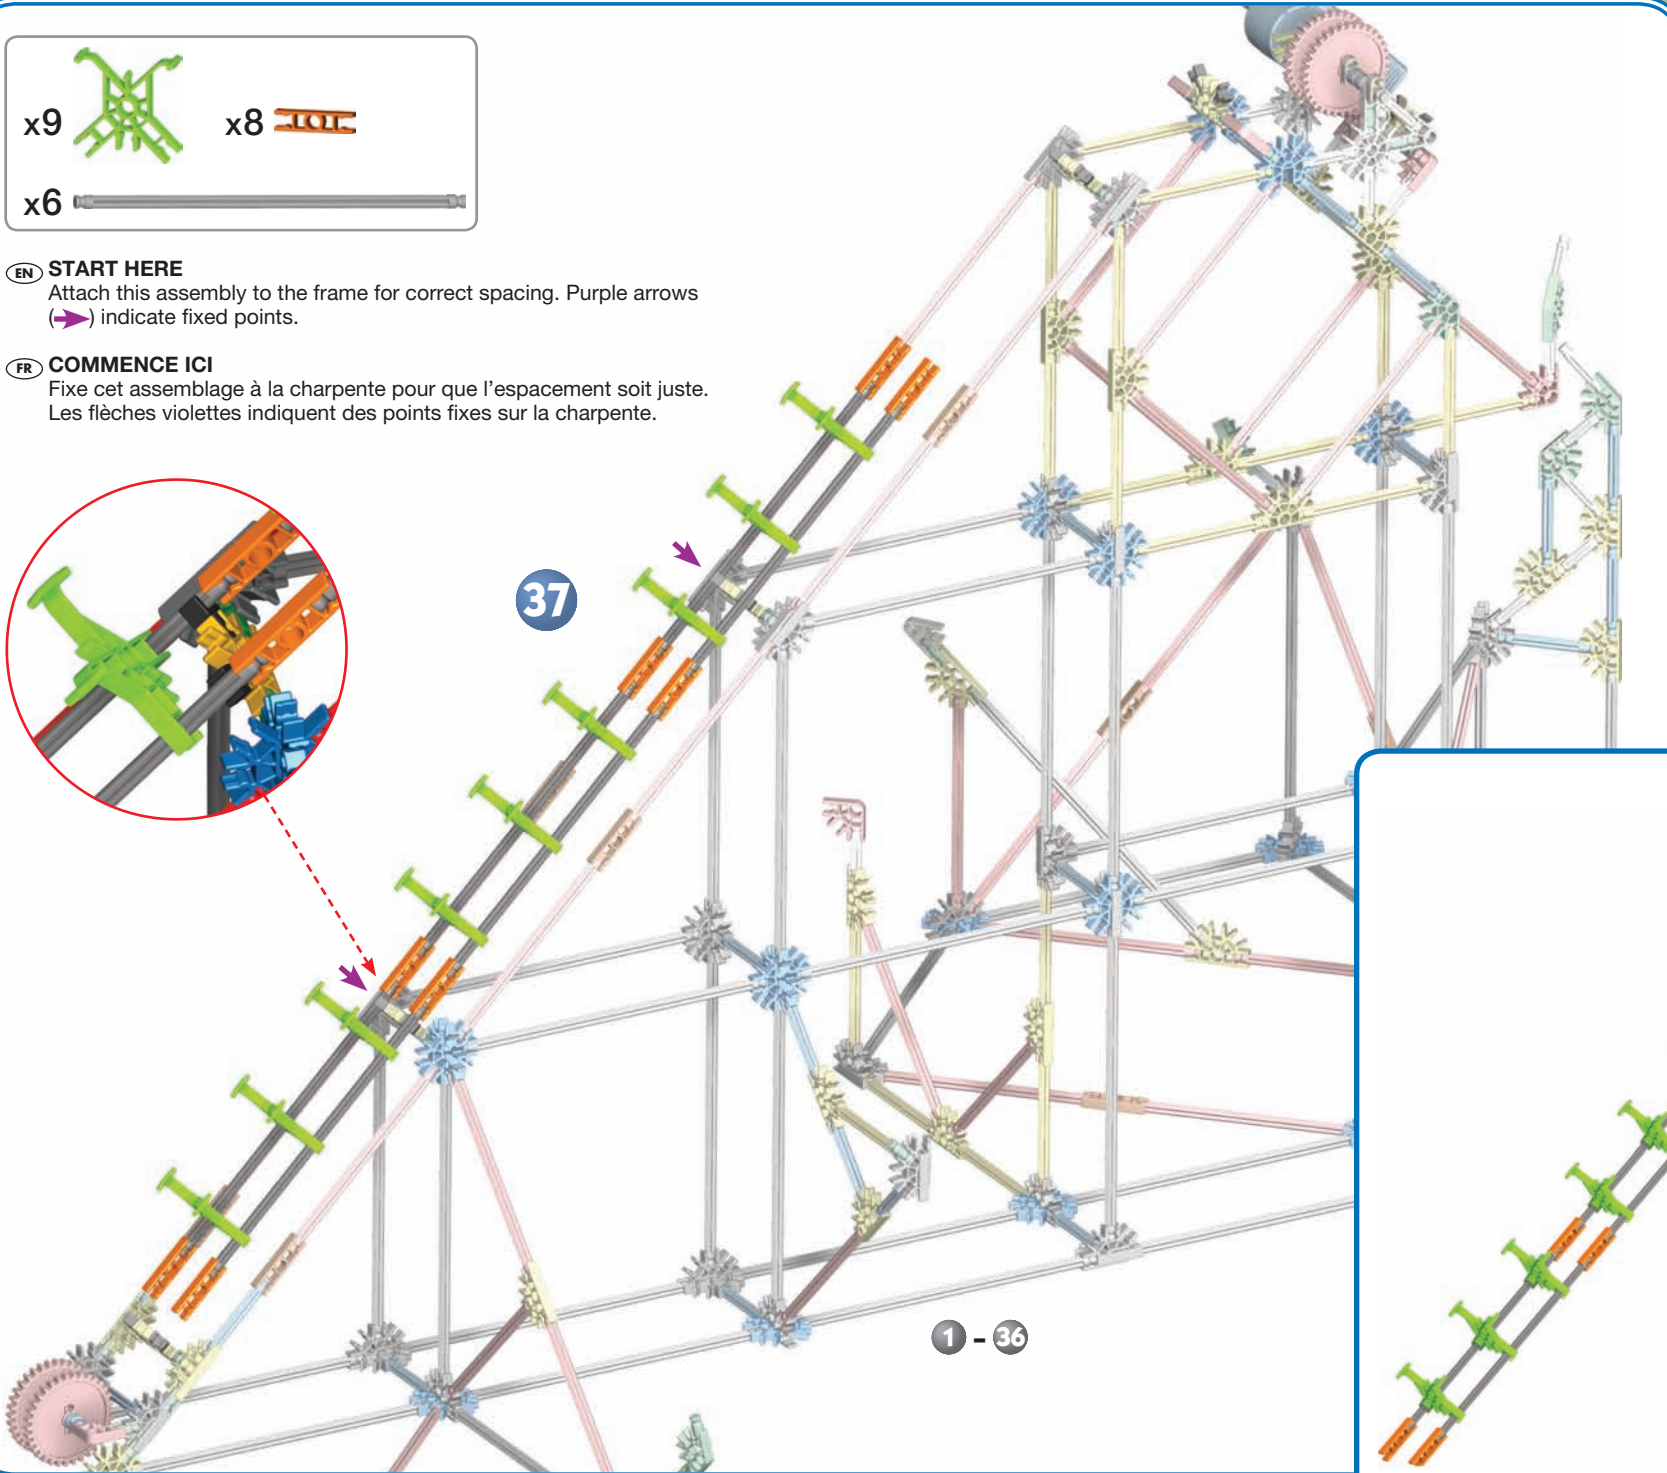 x9
x8
x6
EN START HERE
Attach this assembly to the frame for correct spacing. Purple arrows
() indicate fixed points.
FR COMMENCE ICI
Fixe cet assemblage à la charpente pour que l’espacement soit juste.
Les flèches violettes indiquent des points fixes sur la charpente.
37
1 - 36